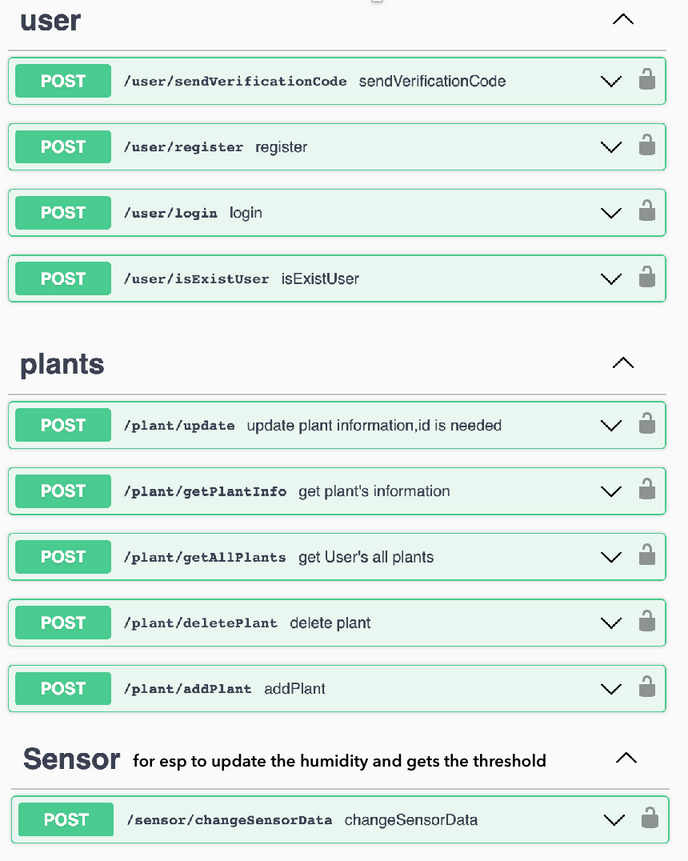 user
POST /user/sendVerificationCode sendVerificationCode
POST /user/register register
POST /user/login login
POST /user/isExistUser isExistUser
plants
POST /plant/update update plant information,id is needed
POST /plant/getPlantInfo get plant's information
POST /plant/getAllPlants get User's all plants
POST /plant/deletePlant delete plant
POST /plant/addPlant addPlant
Sensor for esp to update the humidity and gets the threshold
POST /sensor/changeSensorData changeSensorData